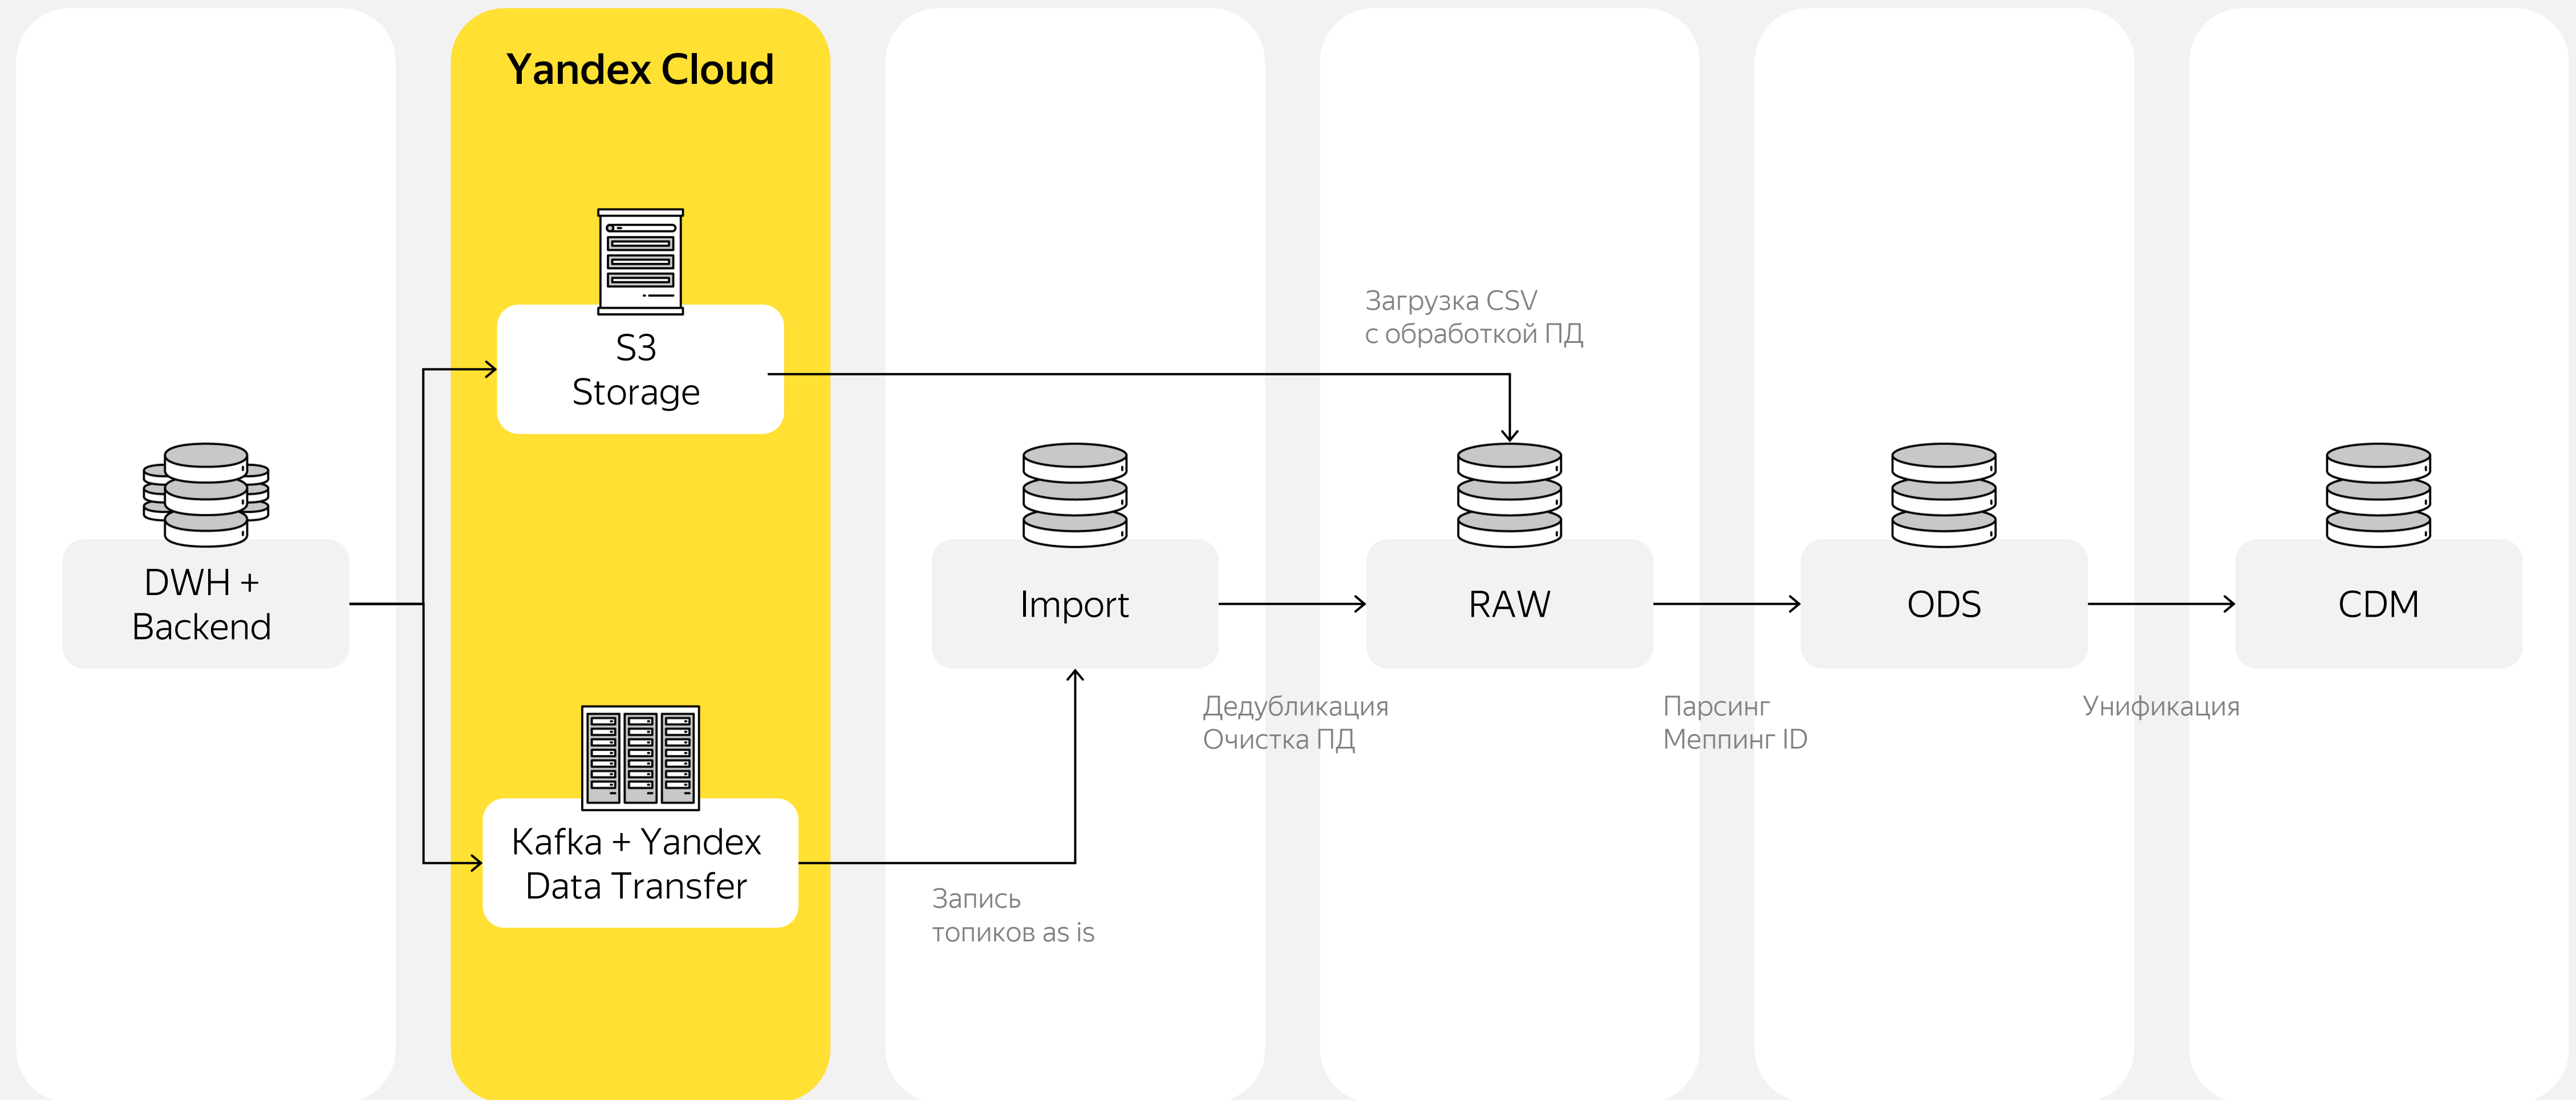 Yandex Cloud
S3
Storage
Загрузка CSV
с обработкой ПД
DWH +
Backend
Import
RAW
ODS
CDM
Дедубликация
Очистка ПД
Парсинг
Меппинг ID
Унификация
Kafka + Yandex
Data Transfer
Запись
топиков as is